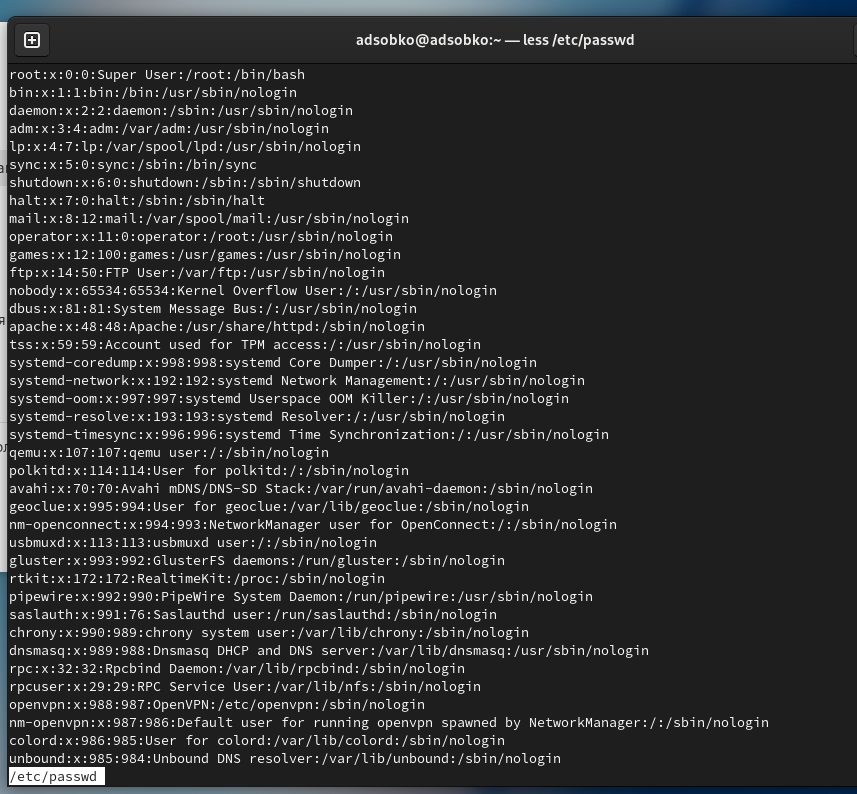 adsobko@adsobko:~ — less /etc/passwd
root:x:0:0:Super User:/root:/bin/bash
bin:x:1:1:bin:/bin:/usr/sbin/nologin
daemon:x:2:2:daemon:/sbin:/usr/sbin/nologin
adm:x:3:4:adm:/var/adm:/usr/sbin/nologin
lp:x:4:7:lp:/var/spool/lpd:/usr/sbin/nologin
sync:x:5:0:sync:/sbin:/bin/sync
shutdown:x:6:0:shutdown:/sbin:/sbin/shutdown
halt:x:7:0:halt:/sbin:/sbin/halt
mail:x:8:12:mail:/var/spool/mail:/usr/sbin/nologin
operator:x:11:0:operator:/root:/usr/sbin/nologin
games:x:12:100:games:/usr/games:/usr/sbin/nologin
ftp:x:14:50:FTP User:/var/ftp:/usr/sbin/nologin
nobody:x:65534:65534:Kernel Overflow User:/:/usr/sbin/nologin
dbus:x:81:81:System Message Bus:/:/usr/sbin/nologin
apache:x:48:48:Apache:/usr/share/httpd:/sbin/nologin
tss:x:59:59:Account used for TPM access:/:/usr/sbin/nologin
systemd-coredump:x:998:998:systemd Core Dumper:/:/usr/sbin/nologin
systemd-network:x:192:192:systemd Network Management:/:/usr/sbin/nologin
systemd-oom:x:997:997:systemd Userspace OOM Killer:/:/usr/sbin/nologin
systemd-resolve:x:193:193:systemd Resolver:/:/usr/sbin/nologin
systemd-timesync:x:996:996:systemd Time Synchronization:/:/usr/sbin/nologin
qemu:x:107:107:qemu user:/:/sbin/nologin
polkitd:x:114:114:User for polkitd:/:/sbin/nologin
avahi:x:70:70:Avahi mDNS/DNS-SD Stack:/var/run/avahi-daemon:/sbin/nologin
geoclue:x:995:994:User for geoclue:/var/lib/geoclue:/sbin/nologin
nm-openconnect:x:994:993:NetworkManager user for OpenConnect:/:/sbin/nologin
usbmuxd:x:113:113:usbmuxd user:/:/sbin/nologin
gluster:x:993:992:GlusterFS daemons:/run/gluster:/sbin/nologin
rtkit:x:172:172:RealtimeKit:/proc:/sbin/nologin
pipewire:x:992:990:PipeWire System Daemon:/run/pipewire:/usr/sbin/nologin
saslauth:x:991:76:Saslauthd user:/run/saslauthd:/sbin/nologin
chrony:x:990:989:chrony system user:/var/lib/chrony:/sbin/nologin
dnsmasq:x:989:988:Dnsmasq DHCP and DNS server:/var/lib/dnsmasq:/usr/sbin/nologin
rpc:x:32:32:Rpcbind Daemon:/var/lib/rpcbind:/sbin/nologin
rpcuser:x:29:29:RPC Service User:/var/lib/nfs:/sbin/nologin
openvpn:x:988:987:OpenVPN:/etc/openvpn:/sbin/nologin
nm-openvpn:x:987:986:Default user for running openvpn spawned by NetworkManager:/:/sbin/nologin
colord:x:986:985:User for colord:/var/lib/colord:/sbin/nologin
unbound:x:985:984:Unbound DNS resolver:/var/lib/unbound:/sbin/nologin
/etc/passwd